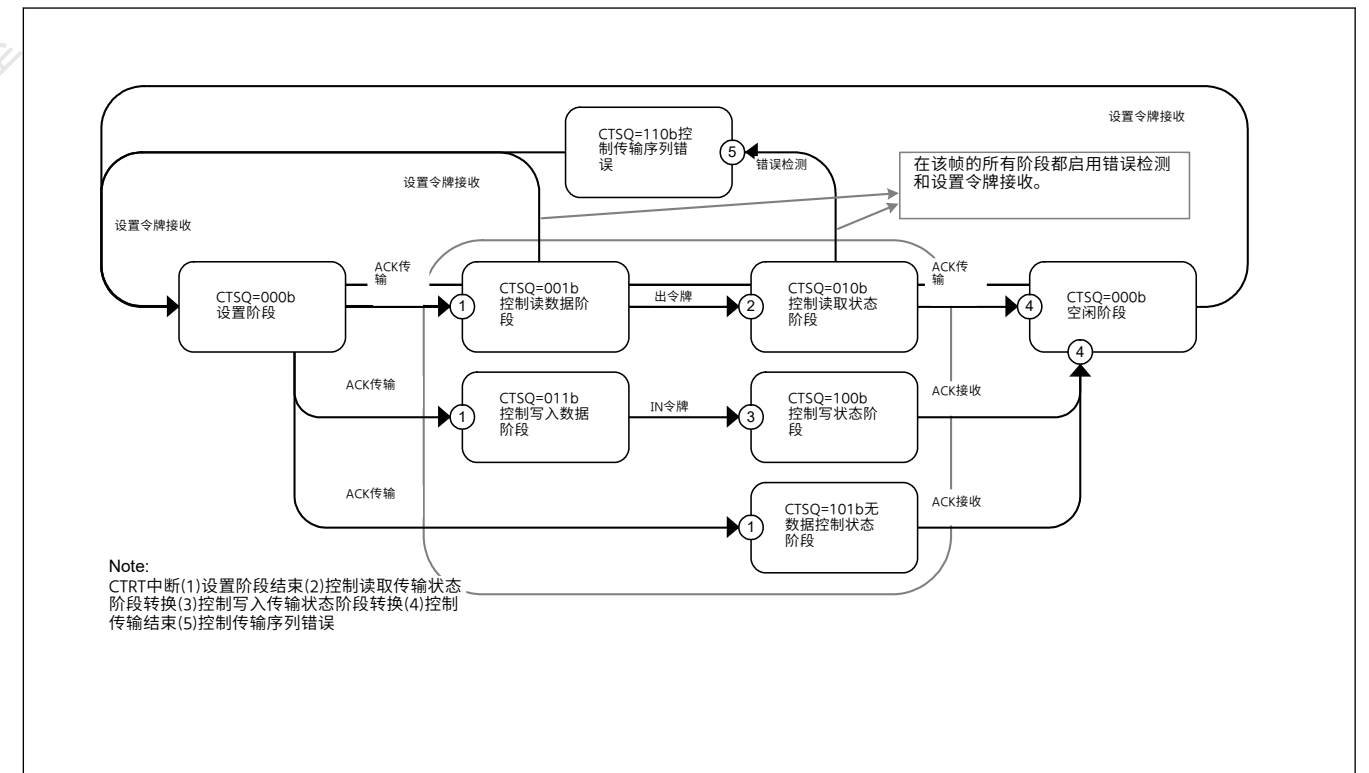 设置令牌接收
CTSQ=110b控
制传输序列错
误
5
错误检测
在该帧的所有阶段都启用错误检测
和设置令牌接收。
设置令牌接收
设置令牌接收
ACK传
输
ACK传
输
CTSQ=000b
设置阶段
1
CTSQ=001b
控制读数据阶
段
出令牌
2
CTSQ=010b
控制读取状态
阶段
4
CTSQ=000b
空闲阶段
4
ACK传输
1
CTSQ=011b
控制写入数据
阶段
IN令牌
3
CTSQ=100b
控制写状态阶
段
ACK接收
ACK传输
1
CTSQ=101b无
数据控制状态
阶段
ACK接收
Note:
CTRT中断(1)设置阶段结束(2)控制读取传输状态
阶段转换(3)控制写入传输状态阶段转换(4)控制
传输结束(5)控制传输序列错误